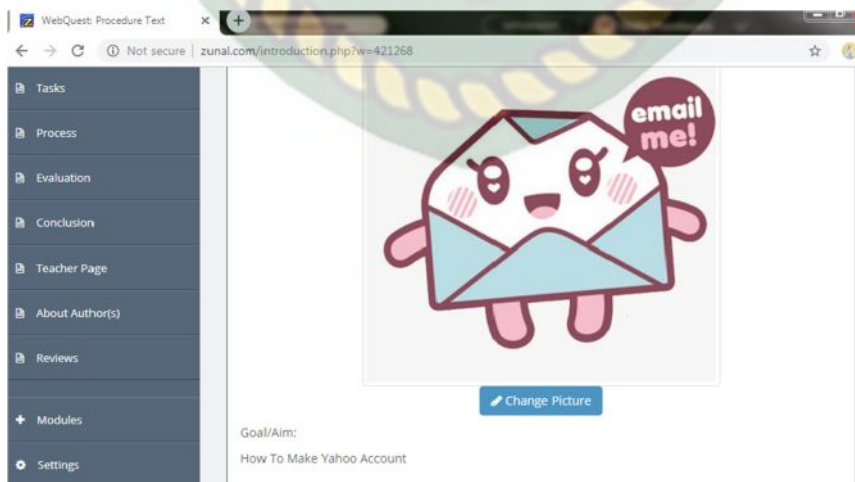 WebQuest: Procedure Text
Not secure | zunal.com/introduction.php?w=421268
Tasks
Process
Evaluation
Conclusion
Teacher Page
About Author(s)
Reviews
Modules
Settings
email
me!
Change Picture
Goal/Aim:
How To Make Yahoo Account